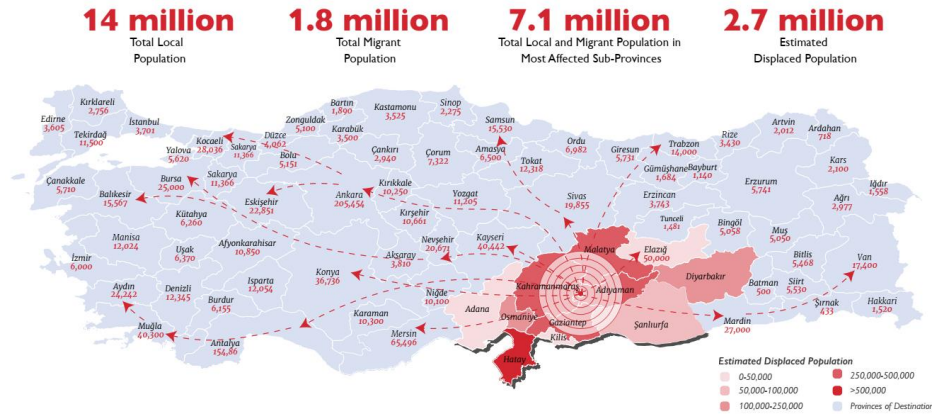 14 million
Total Local
Population
1.8 million
Total Migrant
Population
7.1 million
Total Local and Migrant Population in
Most Affected Sub-Provinces
2.7 million
Estimated
Displaced Population
Kırklareli
2,756
Edirne
3,605
Tekirdağ
11,500
İstanbul
3,701
Yalova
5,620
Kocaeli
28,036
Sakarya
11,366
Düzce
4,062
Bolu
5,151
Zonguldak
5,100
Bartın
1,890
Karabük
3,500
Kastamonu
3,525
Sinop
2,275
Çankırı
2,940
Çorum
7,322
Samsun
15,530
Amasya
6,500
Tokat
12,318
Ordu
6,982
Giresun
5,731
Trabzon
14,000
Gümüşhane
1,684
Bayburt
1,140
Rize
3,430
Artvin
2,012
Ardahan
718
Kars
2,100
Iğdır
1,558
Ağrı
2,977
Erzurum
5,741
Erzincan
3,743
Tunceli
1,481
Bingöl
5,058
Muş
5,050
Bitlis
5,468
Van
17,400
Hakkari
1,520
Şırnak
433
Siirt
5,530
Batman
500
Mardin
27,000
Diyarbakır
Elazığ
50,000
Malatya
Sivas
19,855
Yozgat
11,205
Kırıkkale
10,250
Ankara
205,454
Kırşehir
10,661
Nevşehir
20,671
Kayseri
40,442
Aksaray
3,810
Niğde
10,100
Konya
36,736
Karaman
10,300
Mersin
65,496
Adana
Osmaniye
Hatay
Kilis
Gaziantep
Kahramanmaraş
Adıyaman
Şanlıurfa
Çanakkale
5,710
Balıkesir
15,567
Bursa
25,000
Sakarya
11,366
Eskişehir
22,851
Kütahya
6,260
Manisa
12,024
Uşak
6,370
Afyonkarahisar
10,850
İzmir
6,000
Aydın
24,242
Denizli
12,345
Isparta
12,054
Burdur
6,155
Muğla
40,300
Antalya
154,86
Estimated Displaced Population
0-50,000
50,000-100,000
100,000-250,000
250,000-500,000
>500,000
Provinces of Destination